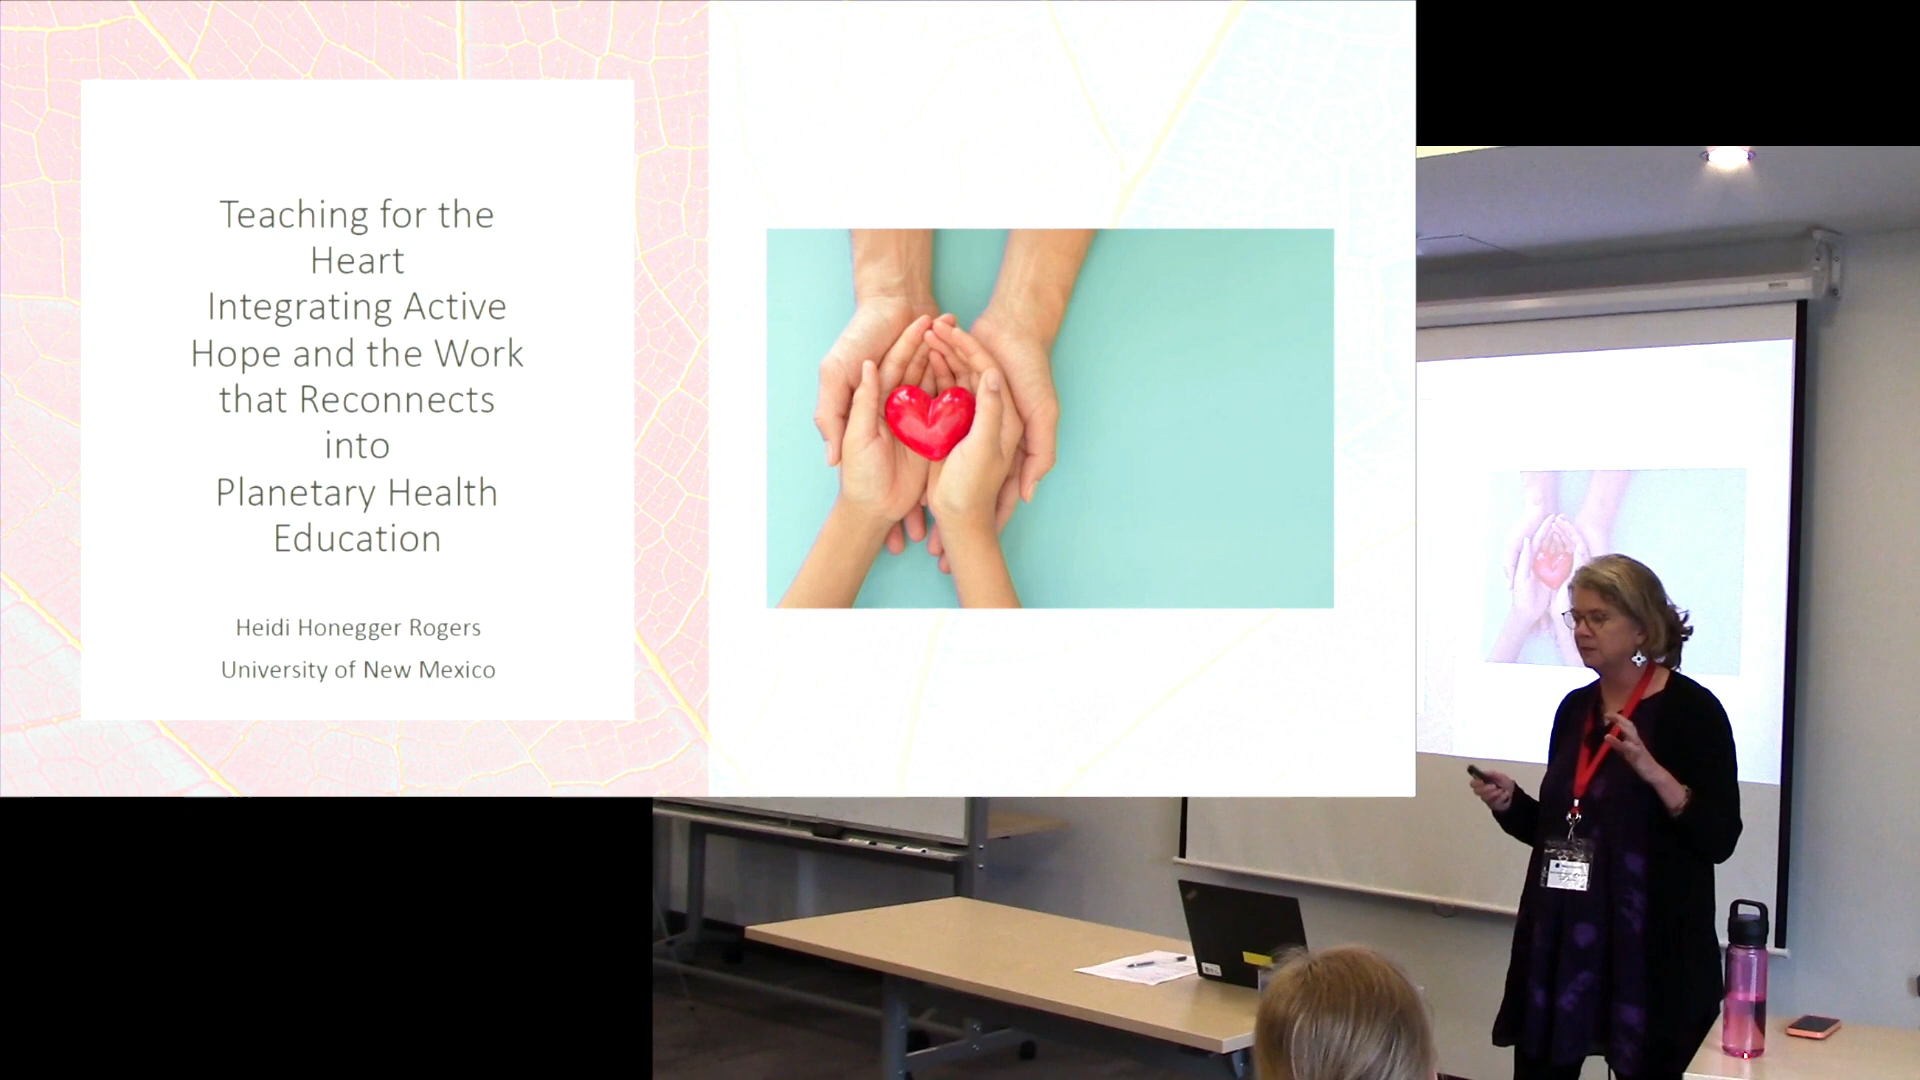 Teaching for the
Heart
Integrating Active
Hope and the Work
that Reconnects
into
Planetary Health
Education
Heidi Honegger Rogers
University of New Mexico